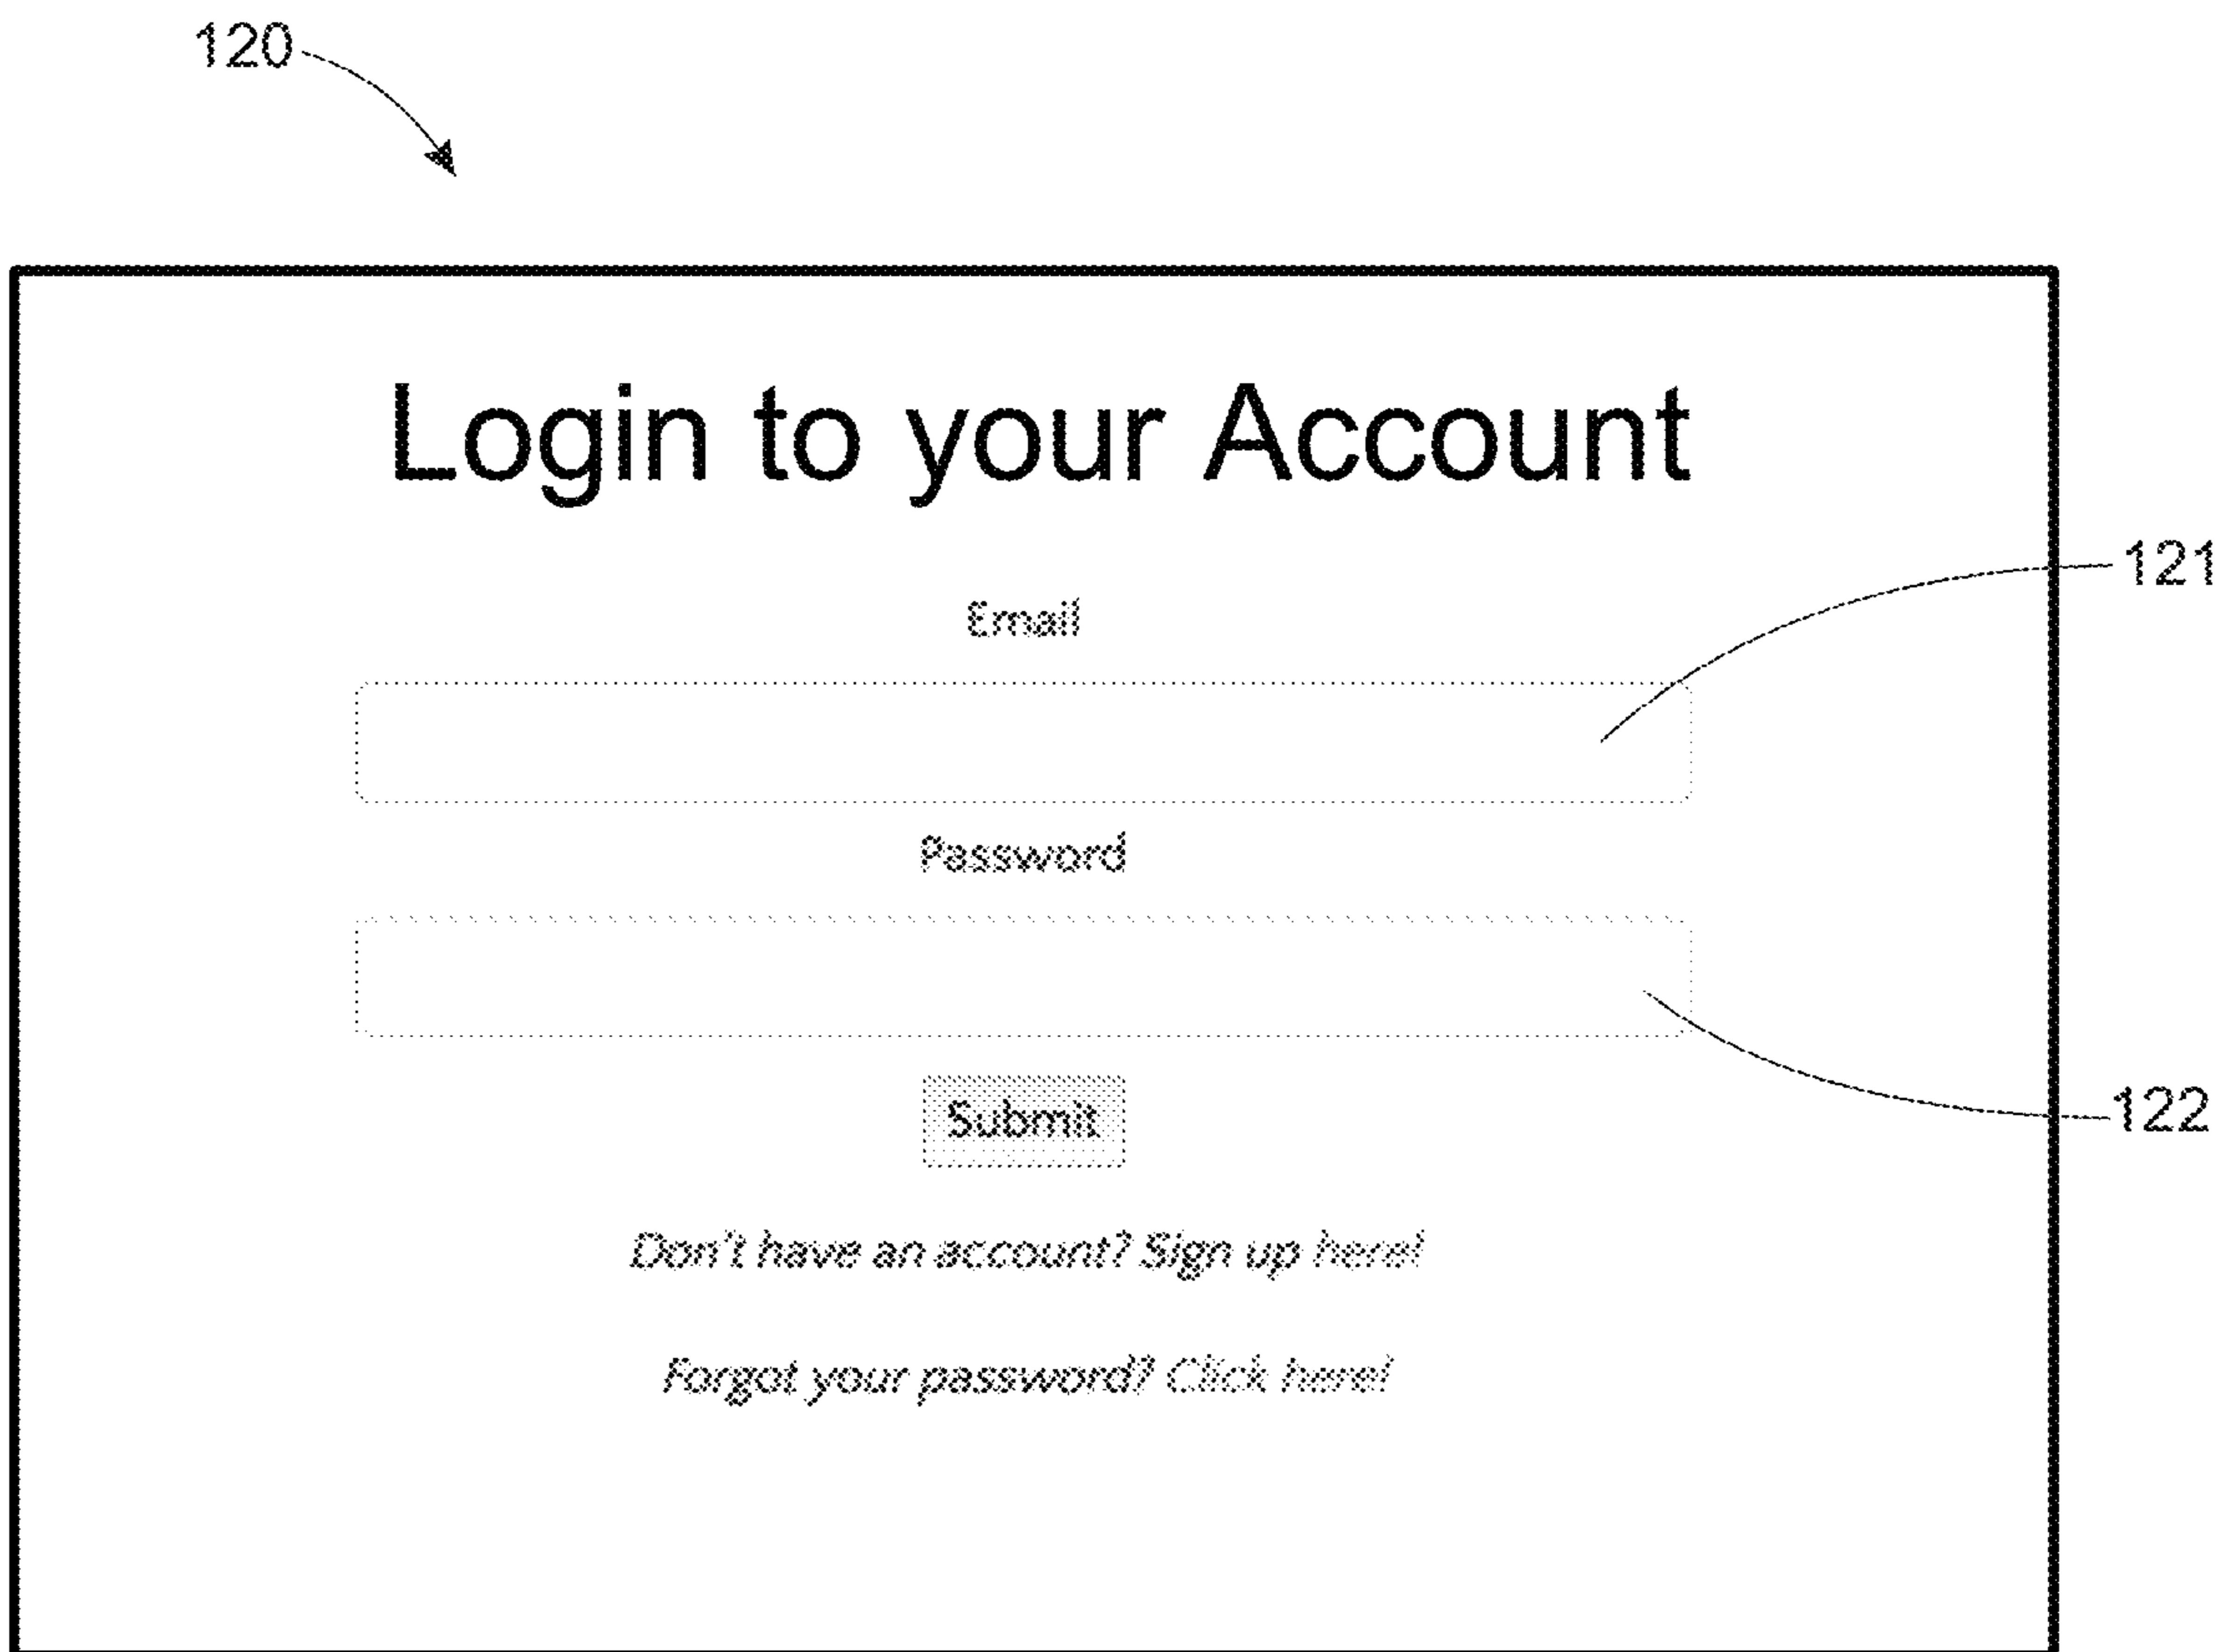 120
Login to your Account
121
Email
Password
Submit
122
Don't have an account? Sign up here!
Forgot your password? Click here!